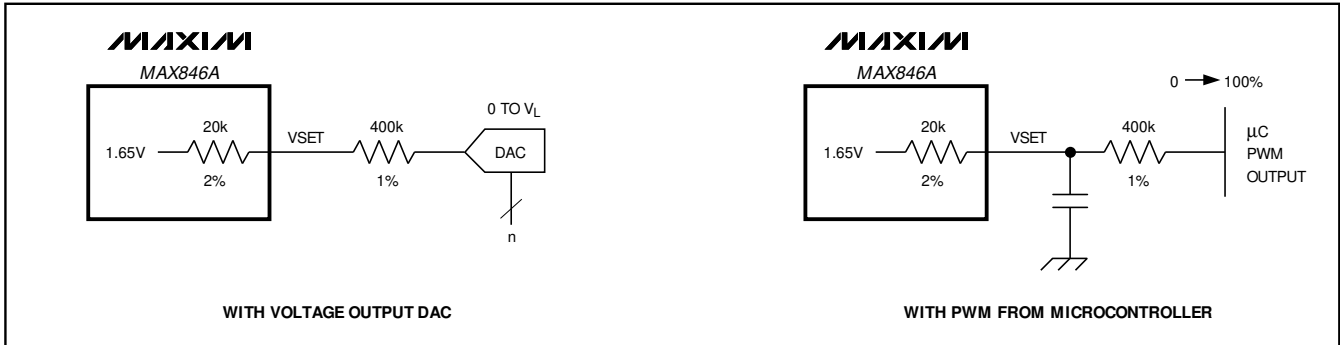 MAXIM
MAX846A
1.65V
20k
2%
VSET
400k
1%
0 TO VL
DAC
n
WITH VOLTAGE OUTPUT DAC
MAXIM
MAX846A
1.65V
20k
2%
VSET
400k
1%
0 → 100%
μC
PWM
OUTPUT
WITH PWM FROM MICROCONTROLLER